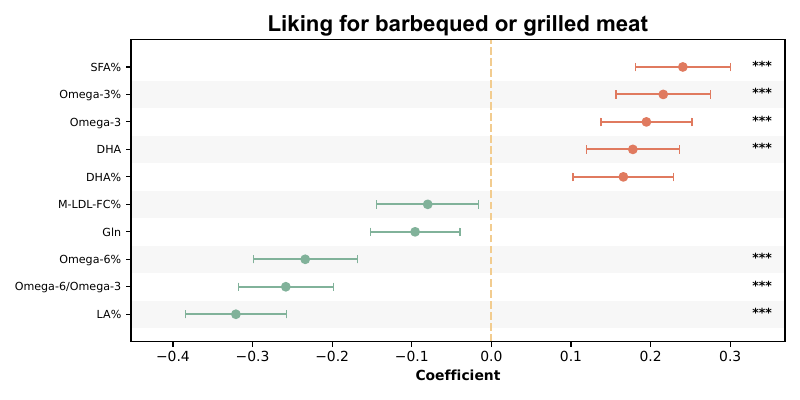 Liking for barbequed or grilled meat
SFA% ***
Omega-3% ***
Omega-3 ***
DHA ***
DHA%
M-LDL-FC%
Gln
Omega-6% ***
Omega-6/Omega-3 ***
LA% ***
−0.4 −0.3 −0.2 −0.1 0.0 0.1 0.2 0.3
Coefficient